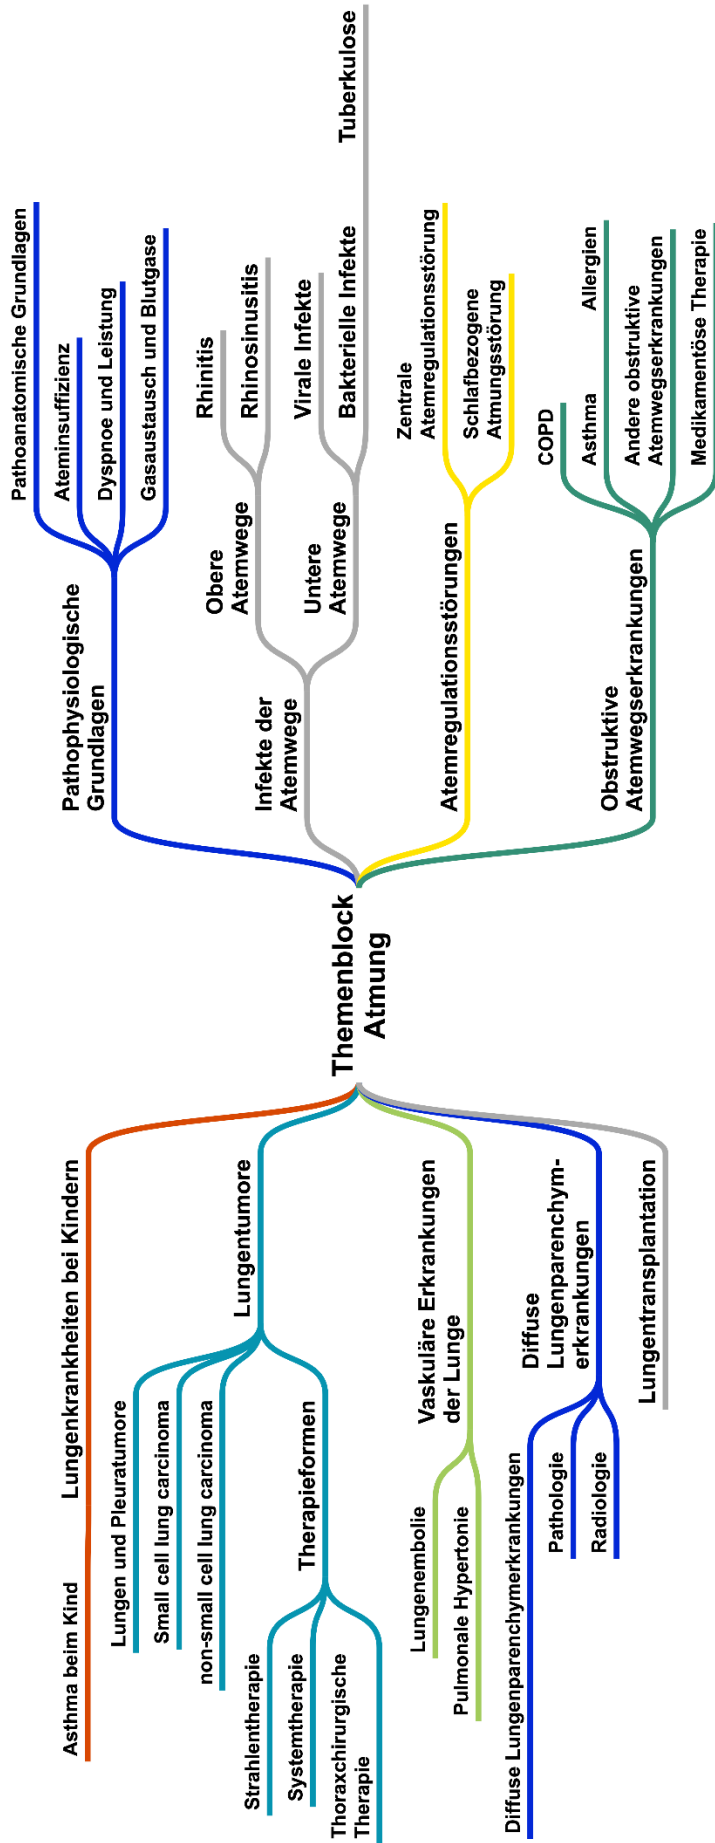 Themenblock
Atmung
Pathophysiologische
Grundlagen
Pathoanatomische Grundlagen
Ateminsuffizienz
Dyspnoe und Leistung
Gasaustausch und Blutgase
Infekte der
Atemwege
Obere
Atemwege
Rhinitis
Rhinosinusitis
Untere
Atemwege
Virale Infekte
Bakterielle Infekte
Tuberkulose
Atemregulationsstörungen
Zentrale
Atemregulationsstörung
Schlafbezogene
Atmungsstörung
Obstruktive
Atemwegserkrankungen
COPD
Asthma
Allergien
Andere obstruktive
Atemwegserkrankungen
Medikamentöse Therapie
Lungenkrankheiten bei Kindern
Asthma beim Kind
Lungentumore
Lungen und Pleuratumore
Small cell lung carcinoma
non-small cell lung carcinoma
Therapieformen
Strahlentherapie
Systemtherapie
Thoraxchirurgische
Therapie
Vaskuläre Erkrankungen
der Lunge
Lungenembolie
Pulmonale Hypertonie
Diffuse
Lungenparenchym-
erkrankungen
Diffuse Lungenparenchymerkrankungen
Pathologie
Radiologie
Lungentransplantation